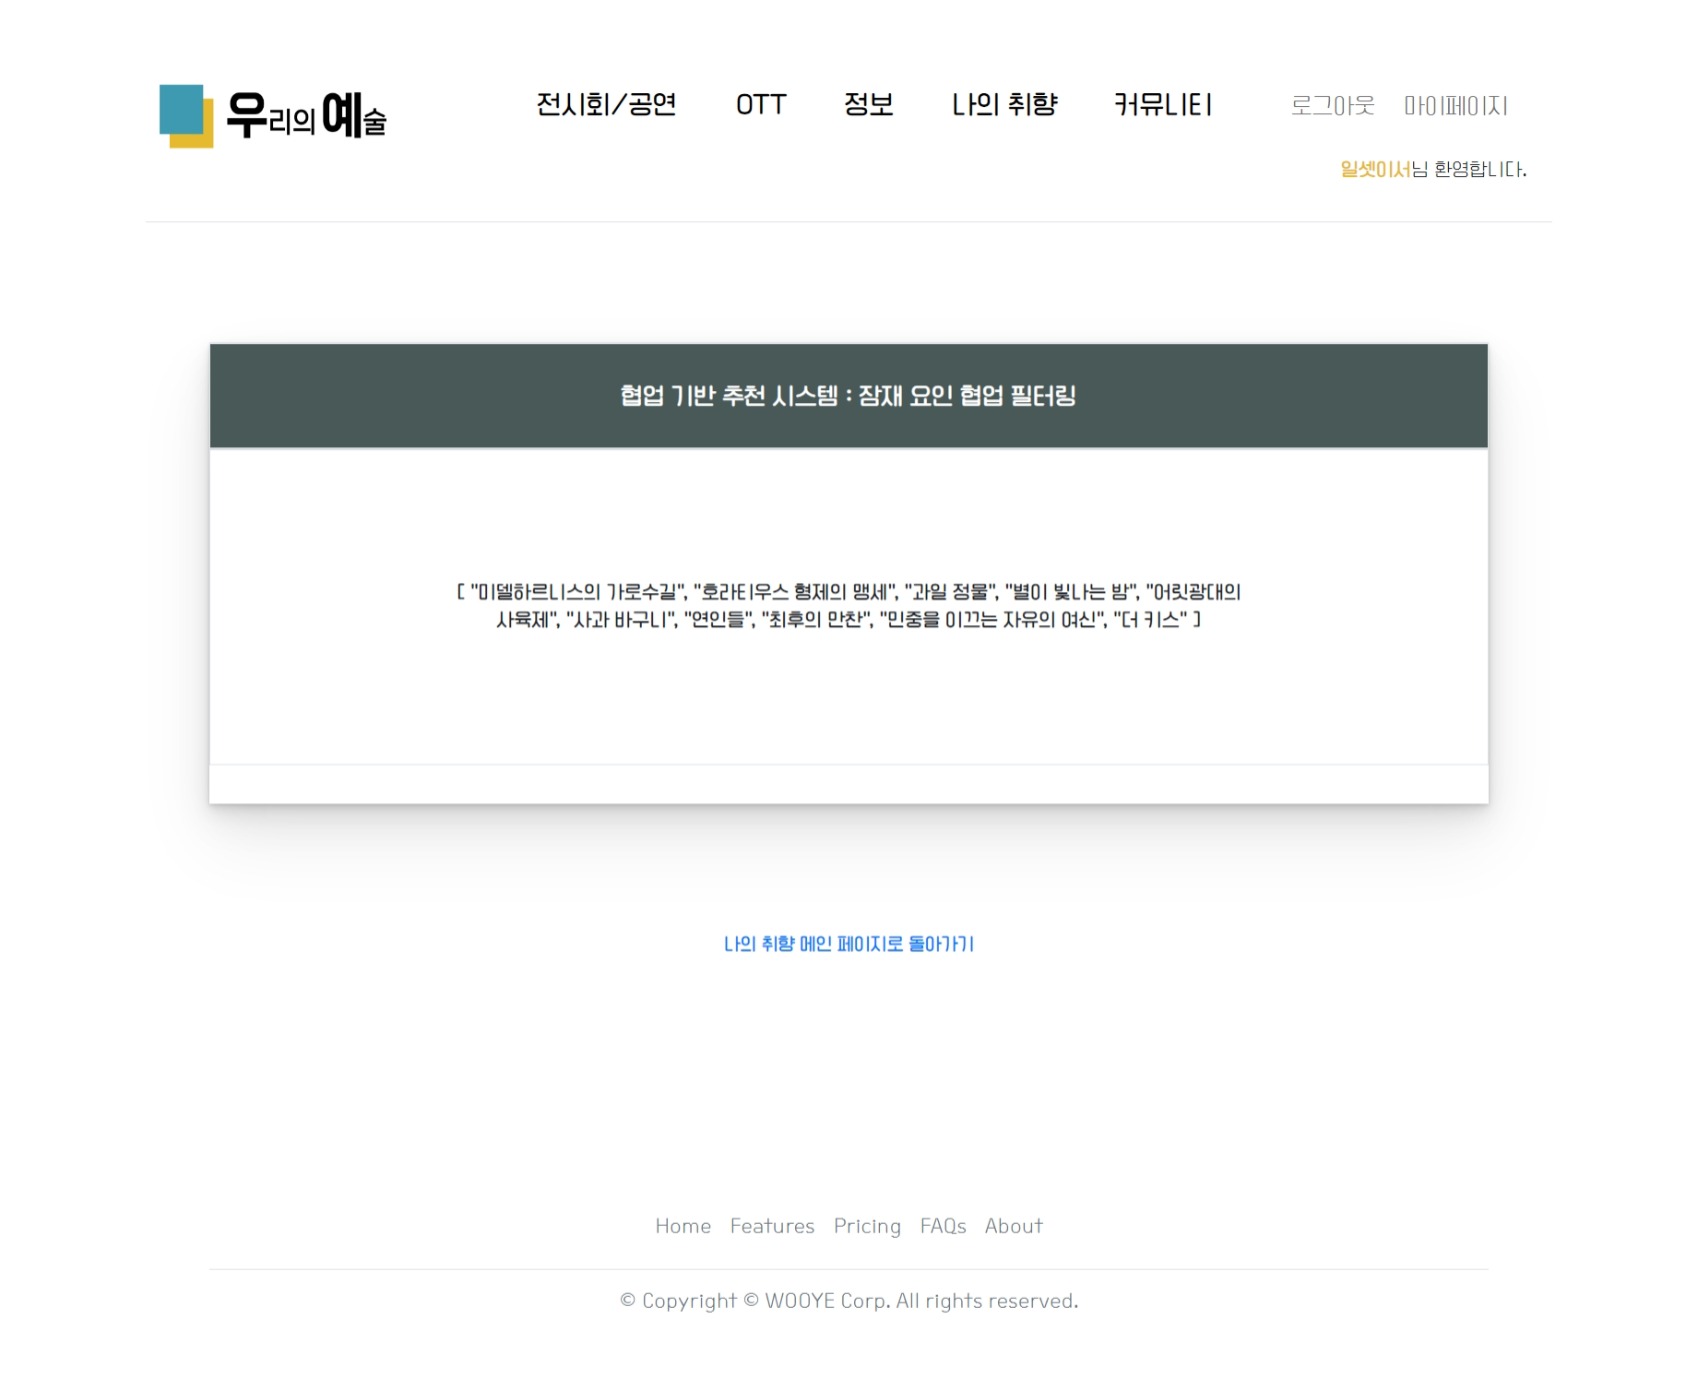 우리의 예술
전시회/공연 OTT 정보 나의 취향 커뮤니티 로그아웃 마이페이지
일셋이서님 환영합니다.
협업 기반 추천 시스템 : 잠재 요인 협업 필터링
[ "미델하르니스의 가로수길", "호라티우스 형제의 맹세", "과일 정물", "별이 빛나는 밤", "어릿광대의
사육제", "사과 바구니", "연인들", "최후의 만찬", "민중을 이끄는 자유의 여신", "더 키스" ]
나의 취향 메인 페이지로 돌아가기
Home Features Pricing FAQs About
© Copyright © WOOYE Corp. All rights reserved.